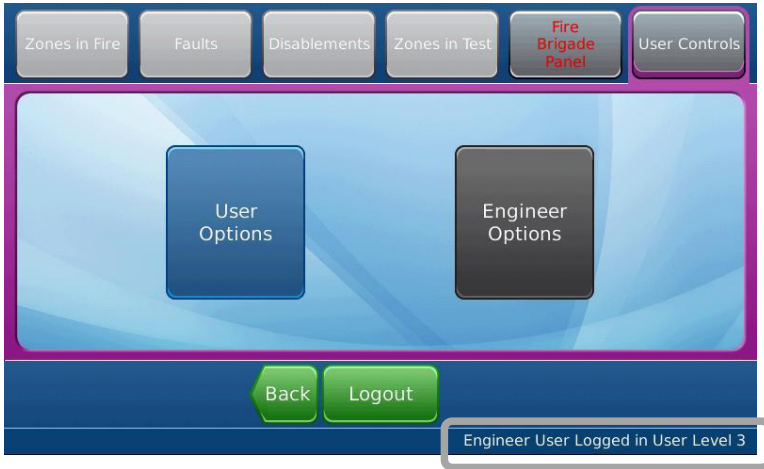 Zones in Fire
Faults
Disablements
Zones in Test
Fire
Brigade
Panel
User Controls
User
Options
Engineer
Options
Back
Logout
Engineer User Logged in User Level 3